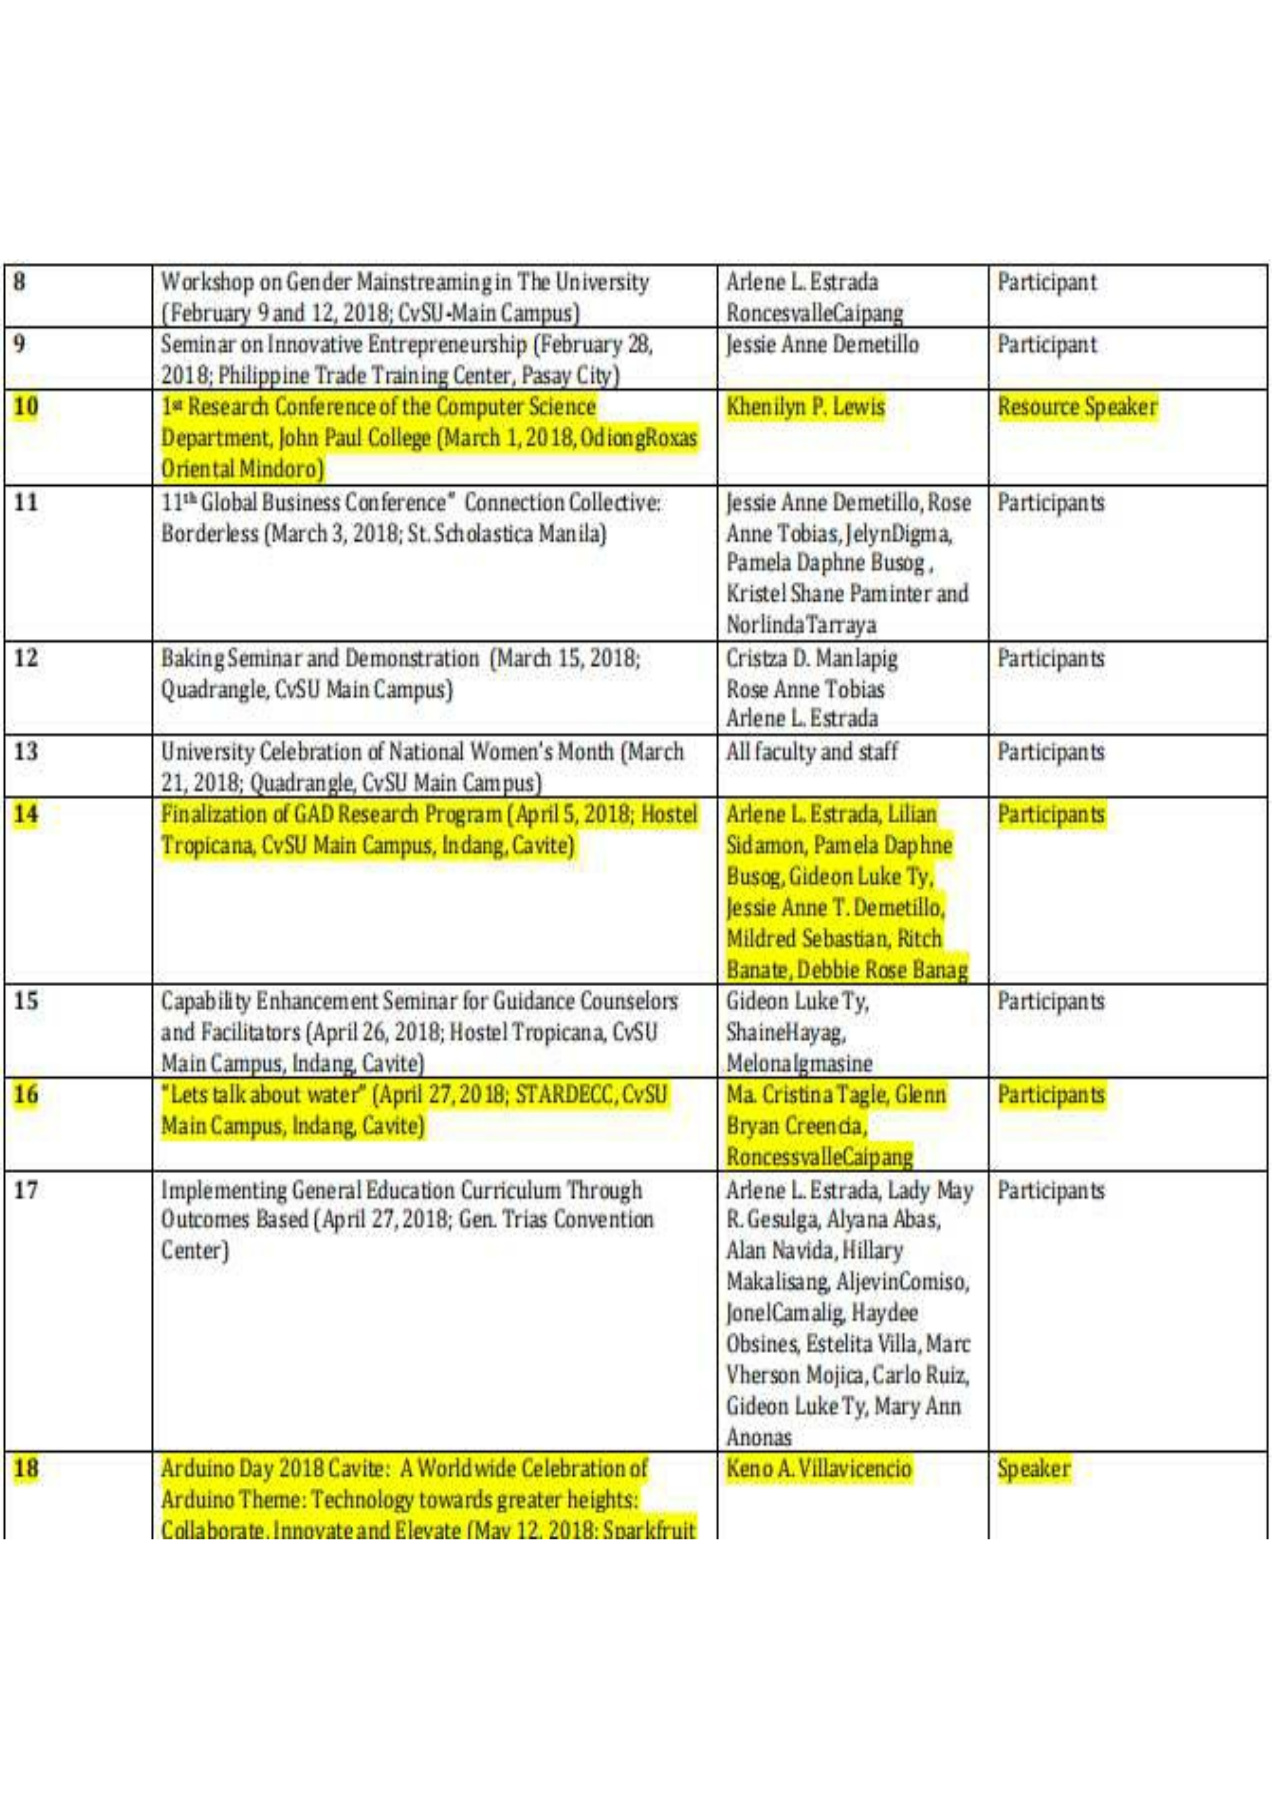 8
Workshop on Gender Mainstreaming in The University
(February 9 and 12, 2018; CvSU-Main Campus)
Arlene L. Estrada
RoncesvalleCaipang
Participant
9
Seminar on Innovative Entrepreneurship (February 28,
2018; Philippine Trade Training Center, Pasay City)
Jessie Anne Demetillo
Participant
10
1st Research Conference of the Computer Science
Department, John Paul College (March 1, 2018, OdiongRoxas
Oriental Mindoro)
Khenilyn P. Lewis
Resource Speaker
11
11th Global Business Conference" Connection Collective:
Borderless (March 3, 2018; St. Scholastica Manila)
Jessie Anne Demetillo, Rose
Anne Tobias, JelynDigma,
Pamela Daphne Busog ,
Kristel Shane Paminter and
NorlindaTarraya
Participants
12
Baking Seminar and Demonstration (March 15, 2018;
Quadrangle, CvSU Main Campus)
Cristza D. Manlapig
Rose Anne Tobias
Arlene L. Estrada
Participants
13
University Celebration of National Women's Month (March
21, 2018; Quadrangle, CvSU Main Campus)
All faculty and staff
Participants
14
Finalization of GAD Research Program (April 5, 2018; Hostel
Tropicana, CvSU Main Campus, Indang, Cavite)
Arlene L. Estrada, Lilian
Sidamon, Pamela Daphne
Busog, Gideon Luke Ty,
Jessie Anne T. Demetillo,
Mildred Sebastian, Ritch
Banate, Debbie Rose Banag
Participants
15
Capability Enhancement Seminar for Guidance Counselors
and Facilitators (April 26, 2018; Hostel Tropicana, CvSU
Main Campus, Indang, Cavite)
Gideon Luke Ty,
ShaineHayag,
MelonaIgmasine
Participants
16
"Lets talk about water" (April 27, 2018; STARDECC, CvSU
Main Campus, Indang, Cavite)
Ma. Cristina Tagle, Glenn
Bryan Creencia,
RoncessvalleCaipang
Participants
17
Implementing General Education Curriculum Through
Outcomes Based (April 27, 2018; Gen. Trias Convention
Center)
Arlene L. Estrada, Lady May
R. Gesulga, Alyana Abas,
Alan Navida, Hillary
Makalisang, AljevinComiso,
JonelCamalig, Haydee
Obsines, Estelita Villa, Marc
Vherson Mojica, Carlo Ruiz,
Gideon Luke Ty, Mary Ann
Anonas
Participants
18
Arduino Day 2018 Cavite: A Worldwide Celebration of
Arduino Theme: Technology towards greater heights:
Collaborate, Innovate and Elevate (May 12, 2018; Sparkfruit
Keno A. Villavicencio
Speaker